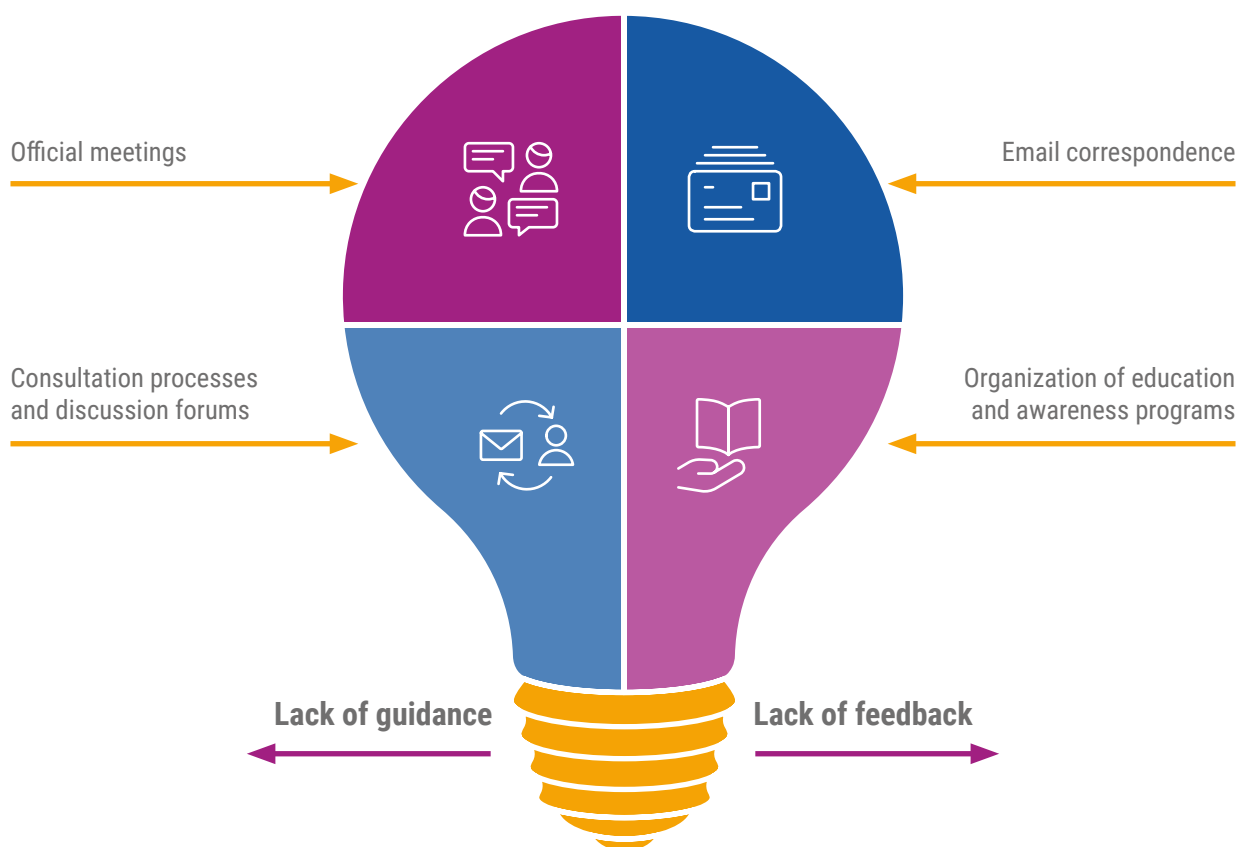 Official meetings
Email correspondence
Consultation processes
and discussion forums
Organization of education
and awareness programs
Lack of guidance
Lack of feedback